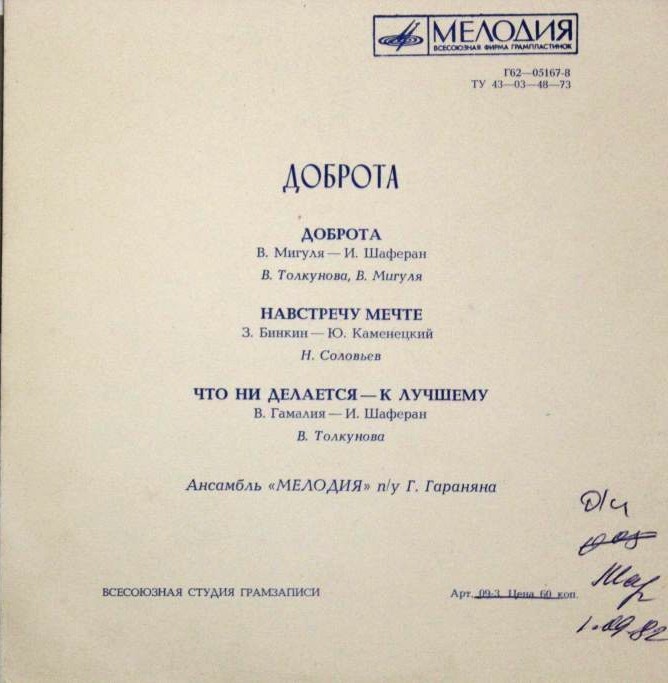 МЕЛОДИЯ
ВСЕСОЮЗНАЯ ФИРМА ГРАМПЛАСТИНОК
Г62—05167-8
ТУ 43—03—48—73
ДОБРОТА
ДОБРОТА
В. Мигуля — И. Шаферан
В. Толкунова, В. Мигуля
НАВСТРЕЧУ МЕЧТЕ
З. Бинкин — Ю. Каменецкий
Н. Соловьев
ЧТО НИ ДЕЛАЕТСЯ — К ЛУЧШЕМУ
В. Гамалия — И. Шаферан
В. Толкунова
Ансамбль «МЕЛОДИЯ» п/у Г. Гараняна
ВСЕСОЮЗНАЯ СТУДИЯ ГРАМЗАПИСИ
Арт. 09-3. Цена 60 коп.
1.09.82